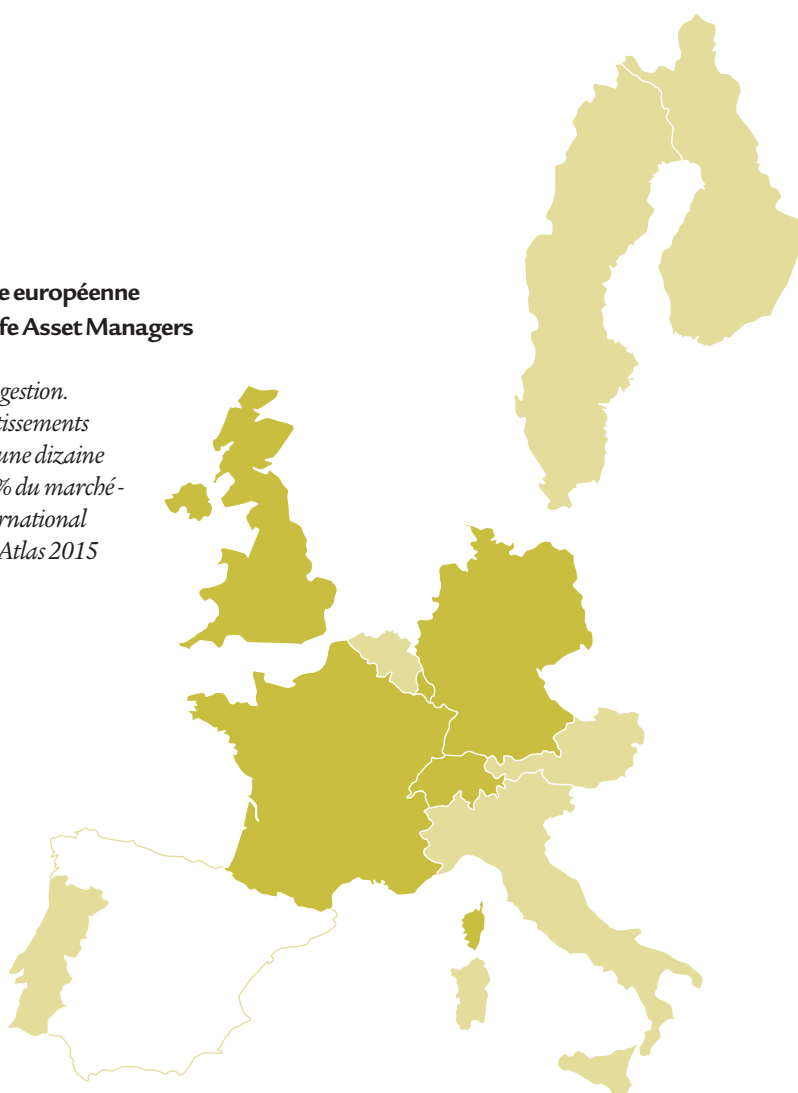 e européenne
fe Asset Managers
gestion.
tissements
une dizaine
% du marché -
rnational
Atlas 2015